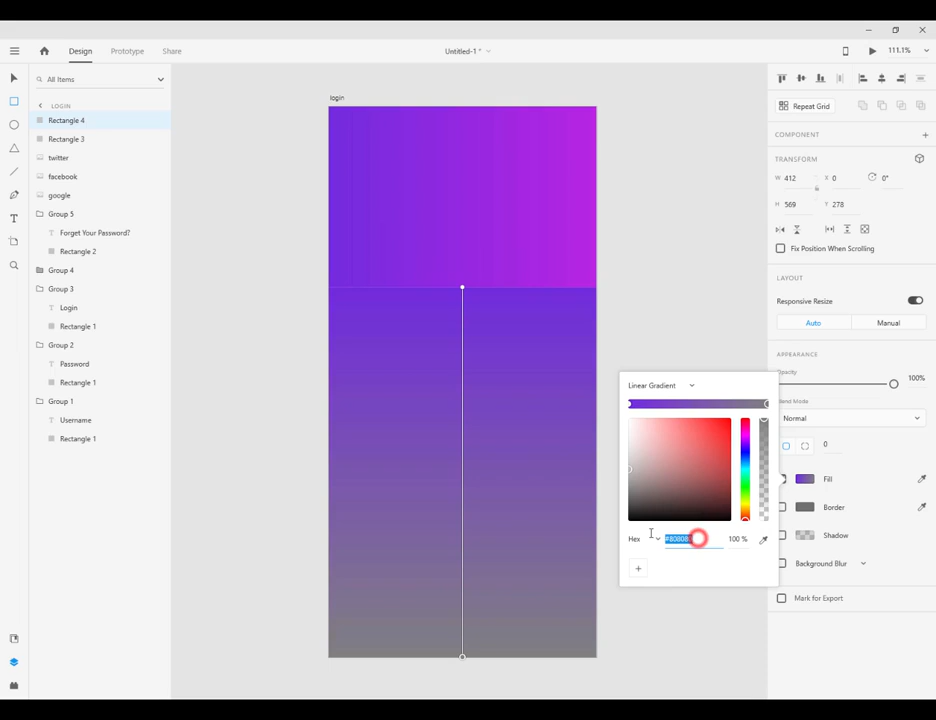 Design
Prototype
Share
Untitled-1 *
111.1%
All Items
LOGIN
Rectangle 4
Rectangle 3
twitter
facebook
google
Group 5
Forget Your Password?
Rectangle 2
Group 4
Group 3
Login
Rectangle 1
Group 2
Password
Rectangle 1
Group 1
Username
Rectangle 1
login
Repeat Grid
COMPONENT
TRANSFORM
W 412 X 0 0°
H 569 Y 278
Fix Position When Scrolling
LAYOUT
Responsive Resize
Auto Manual
APPEARANCE
Opacity
100%
Blend Mode
Normal
0
Fill
Border
Shadow
Background Blur
Mark for Export
Linear Gradient
Hex 100 %